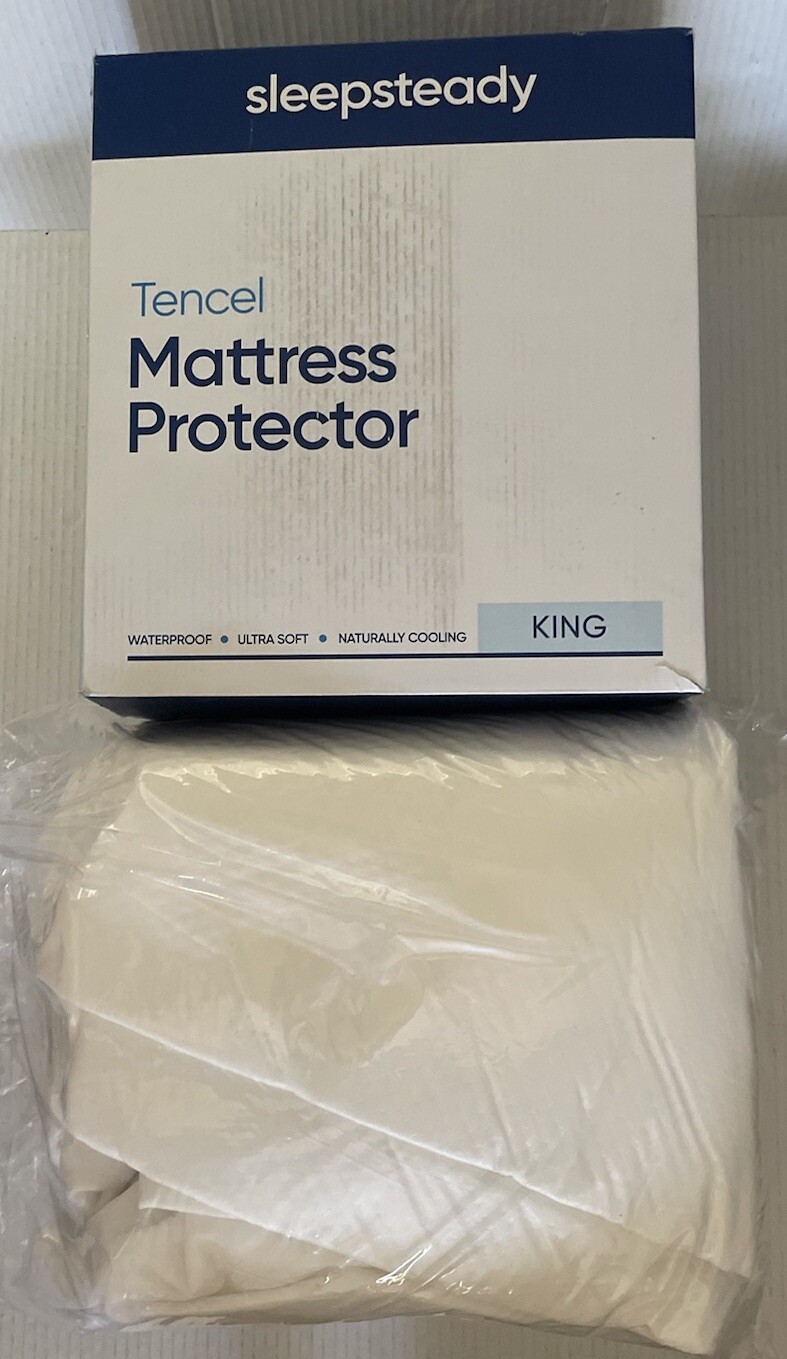 sleepsteady
Tencel
Mattress
Protector
WATERPROOF • ULTRA SOFT • NATURALLY COOLING
KING